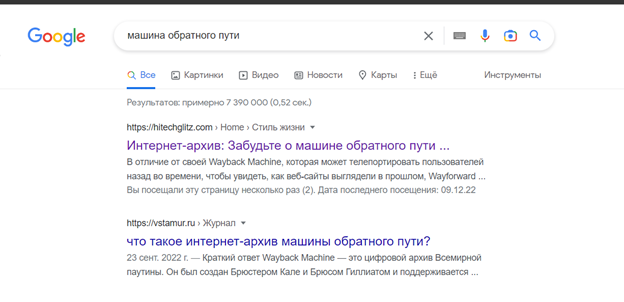 Google
машина обратного пути
Все Картинки Видео Новости Карты Ещё Инструменты
Результатов: примерно 7 390 000 (0,52 сек.)
https://hitechglitz.com › Home › Стиль жизни
Интернет-архив: Забудьте о машине обратного пути ...
В отличие от своей Wayback Machine, которая может телепортировать пользователей
назад во времени, чтобы увидеть, как веб-сайты выглядели в прошлом, Wayforward ...
Вы посещали эту страницу несколько раз (2). Дата последнего посещения: 09.12.22
https://vstamur.ru › Журнал
что такое интернет-архив машины обратного пути?
23 сент. 2022 г. — Краткий ответ Wayback Machine — это цифровой архив Всемирной
паутины. Он был создан Брюстером Кале и Брюсом Гиллиатом и поддерживается ...